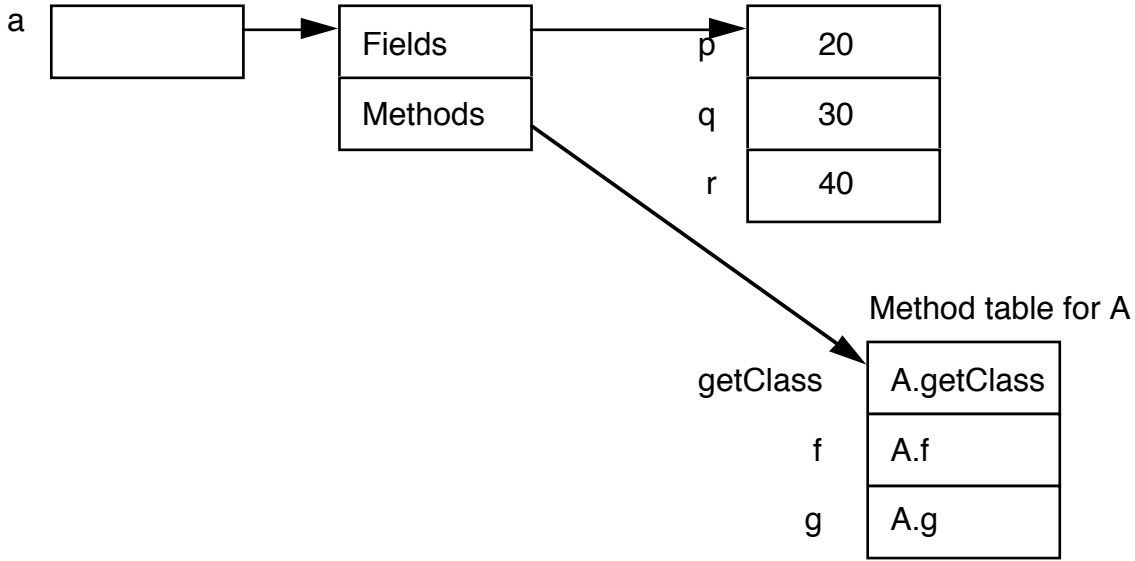 a
Fields
p 20
Methods
q 30
r 40
Method table for A
getClass A.getClass
f A.f
g A.g